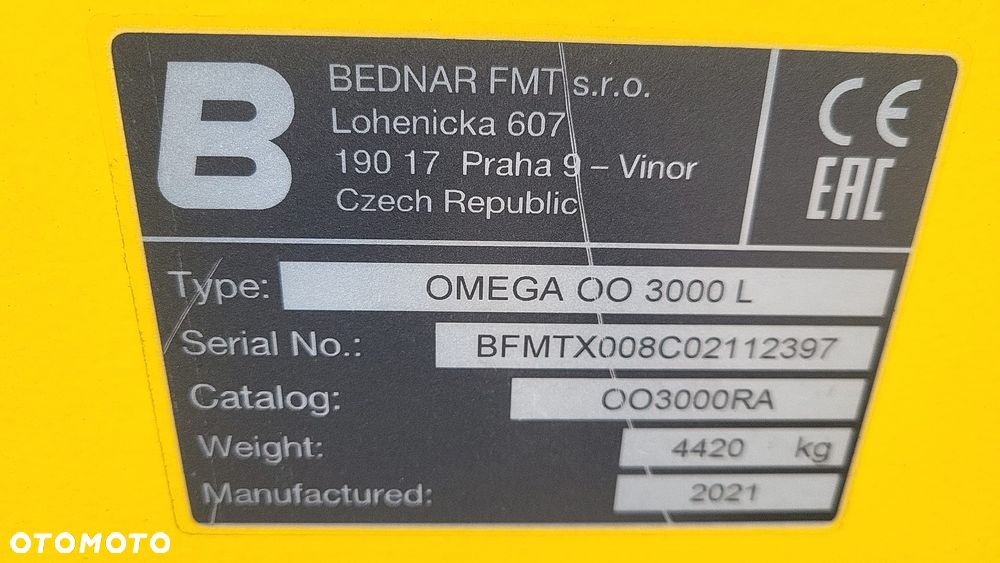 B
BEDNAR FMT s.r.o.
Lohenicka 607
190 17 Praha 9 – Vinor
Czech Republic
CE
EAC
Type: OMEGA OO 3000 L
Serial No.: BFMTX008C02112397
Catalog: OO3000RA
Weight: 4420 kg
Manufactured: 2021
OTOMOTO